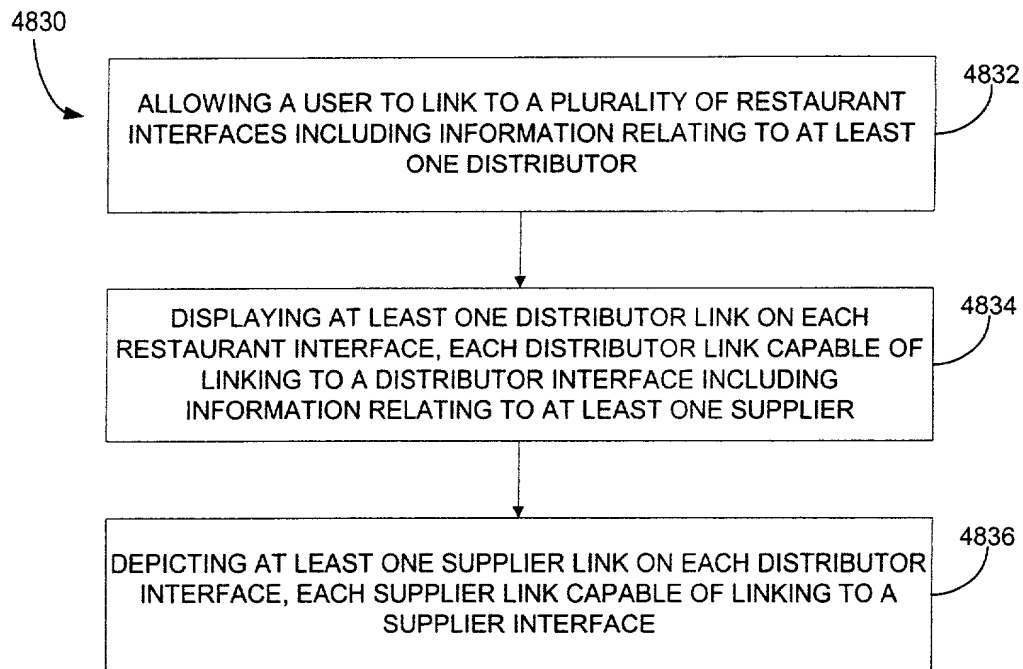 4830
4832
ALLOWING A USER TO LINK TO A PLURALITY OF RESTAURANT
INTERFACES INCLUDING INFORMATION RELATING TO AT LEAST
ONE DISTRIBUTOR
4834
DISPLAYING AT LEAST ONE DISTRIBUTOR LINK ON EACH
RESTAURANT INTERFACE, EACH DISTRIBUTOR LINK CAPABLE OF
LINKING TO A DISTRIBUTOR INTERFACE INCLUDING
INFORMATION RELATING TO AT LEAST ONE SUPPLIER
4836
DEPICTING AT LEAST ONE SUPPLIER LINK ON EACH DISTRIBUTOR
INTERFACE, EACH SUPPLIER LINK CAPABLE OF LINKING TO A
SUPPLIER INTERFACE